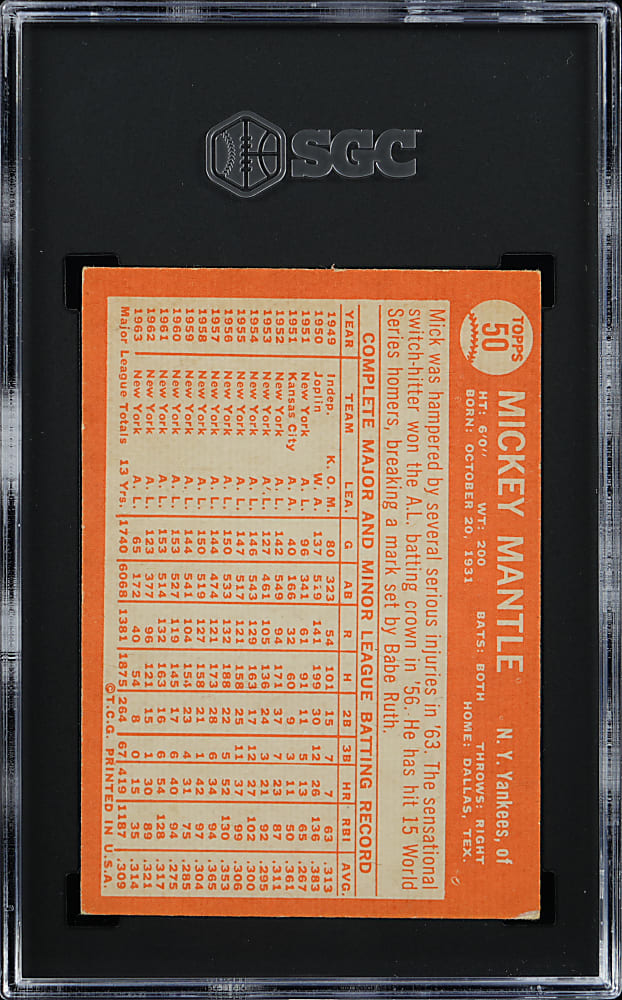 SGC
TOPPS
50
MICKEY MANTLE N. Y. Yankees, of
HT: 6'0" WT: 200 BATS: BOTH THROWS: RIGHT
BORN: OCTOBER 20, 1931 HOME: DALLAS, TEX.
Mick was hampered by several serious injuries in '63. The sensational
switch-hitter won the A.L. batting crown in '56. He has hit 15 World
Series homers, breaking a mark set by Babe Ruth.
COMPLETE MAJOR AND MINOR LEAGUE BATTING RECORD
YEAR TEAM LEA. G AB R H 2B 3B HR RBI AVG.
1949 Indep. K. O. M. 80 323 54 101 15 7 7 63 .313
1950 Joplin W. A. 137 519 141 199 30 12 26 136 .383
1951 New York A. L. 96 341 61 91 11 5 13 65 .267
1951 Kansas City A. A. 40 166 32 60 9 3 11 50 .361
1952 New York A. L. 142 549 94 171 37 7 23 87 .311
1953 New York A. L. 127 461 105 136 24 3 21 92 .295
1954 New York A. L. 146 543 129 163 17 12 27 102 .300
1955 New York A. L. 147 517 121 158 25 11 37 99 .306
1956 New York A. L. 150 533 132 188 22 5 52 130 .353
1957 New York A. L. 144 474 121 173 28 6 34 94 .365
1958 New York A. L. 150 519 127 158 21 1 42 97 .304
1959 New York A. L. 144 541 104 154 23 4 31 75 .285
1960 New York A. L. 153 527 119 145 17 6 40 94 .275
1961 New York A. L. 153 514 132 163 16 6 54 128 .317
1962 New York A. L. 123 377 96 121 15 1 30 89 .321
1963 New York A. L. 65 172 40 54 8 0 15 35 .314
Major League Totals 13 Yrs. 1740 6068 1381 1875 264 67 419 1187 .309
©T.C.G. PRINTED IN U.S.A.